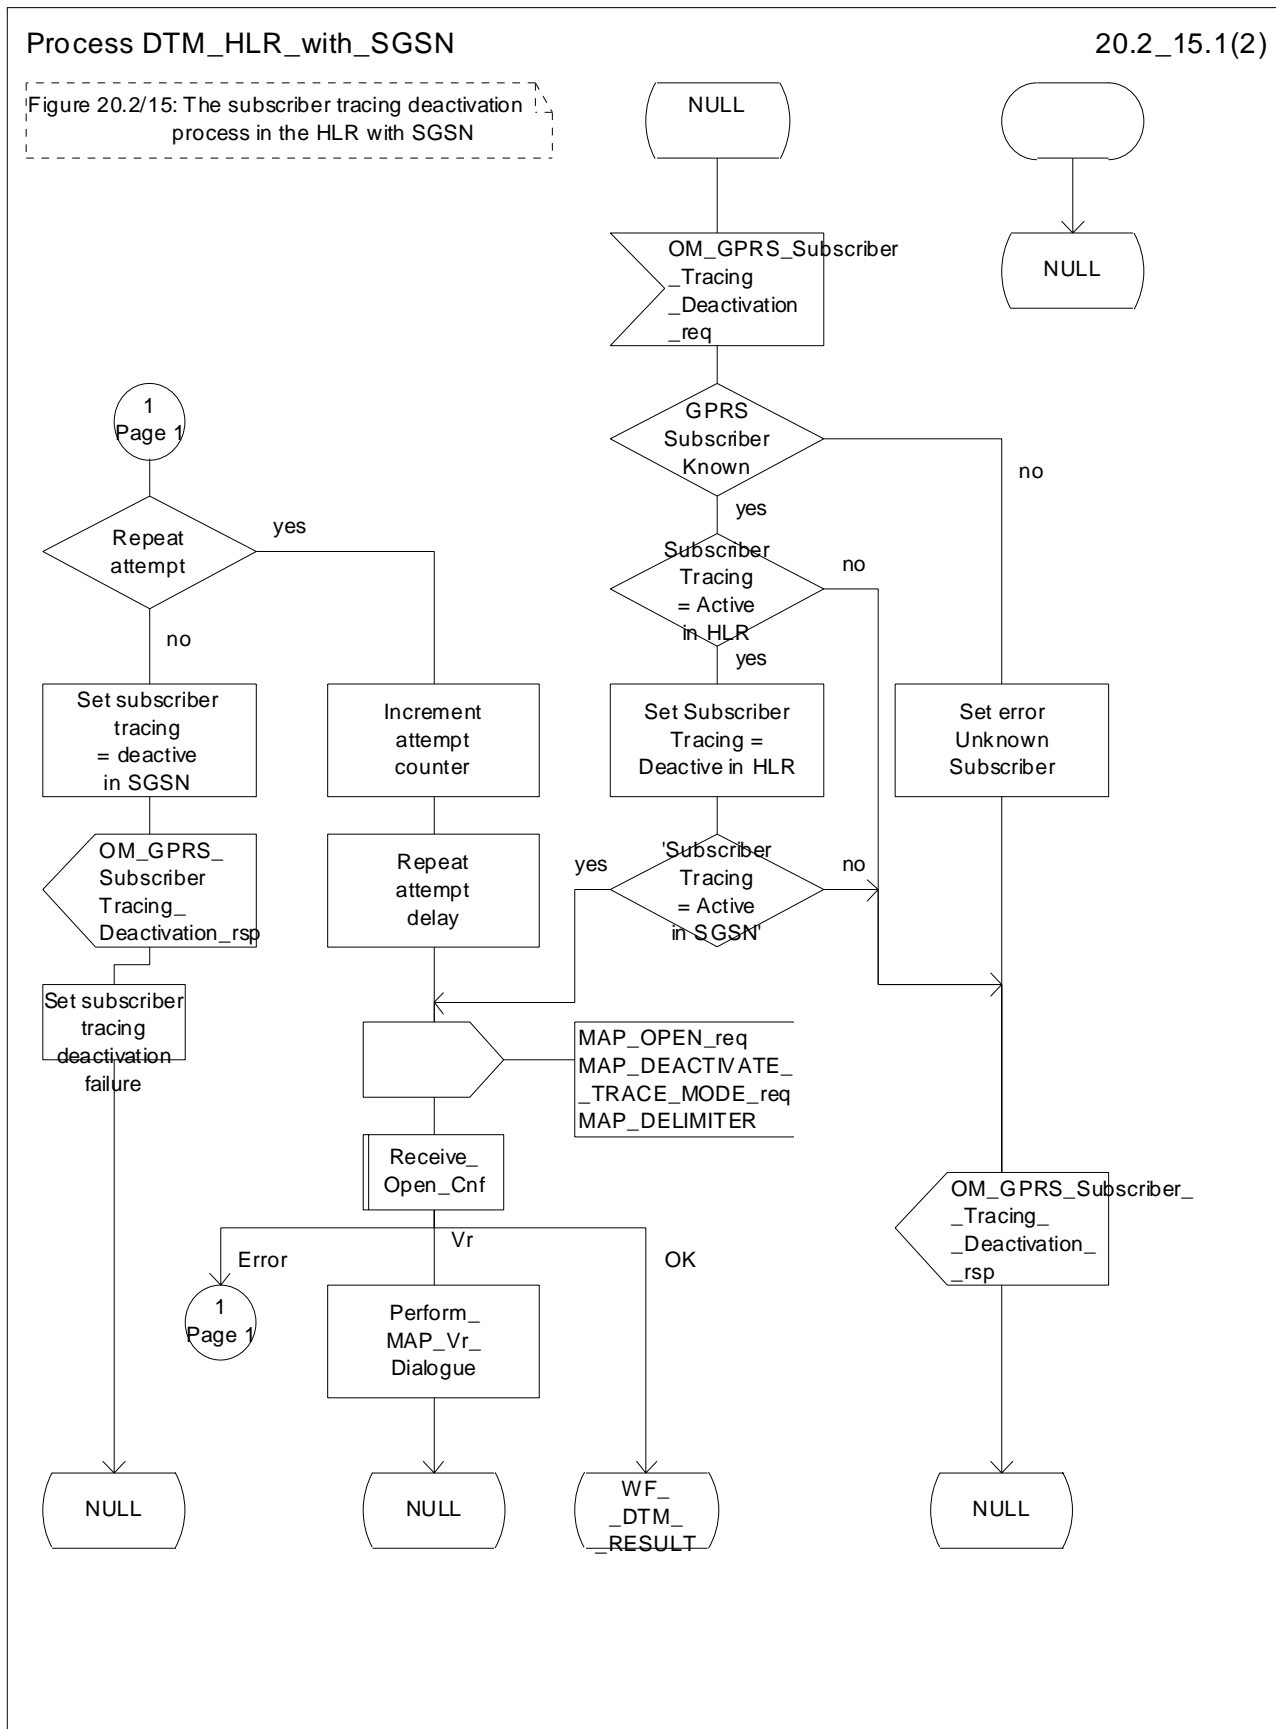 Process DTM_HLR_with_SGSN
20.2_15.1(2)
Figure 20.2/15: The subscriber tracing deactivation
process in the HLR with SGSN
NULL
NULL
OM_GPRS_Subscriber
_Tracing
_Deactivation
_req
1
Page 1
GPRS
Subscriber
Known
no
yes
Repeat
attempt
yes
no
Subscriber
Tracing
= Active
in HLR
no
yes
Set subscriber
tracing
= deactive
in SGSN
Increment
attempt
counter
Set Subscriber
Tracing =
Deactive in HLR
Set error
Unknown
Subscriber
OM_GPRS_
Subscriber
Tracing_
Deactivation_rsp
Repeat
attempt
delay
yes
'Subscriber
Tracing
= Active
in SGSN'
no
Set subscriber
tracing
deactivation
failure
MAP_OPEN_req
MAP_DEACTIVATE_
_TRACE_MODE_req
MAP_DELIMITER
Receive_
Open_Cnf
OM_GPRS_Subscriber_
_Tracing_
_Deactivation_
_rsp
Error
Vr
OK
1
Page 1
Perform_
MAP_Vr_
Dialogue
NULL
NULL
WF_
_DTM_
_RESULT
NULL